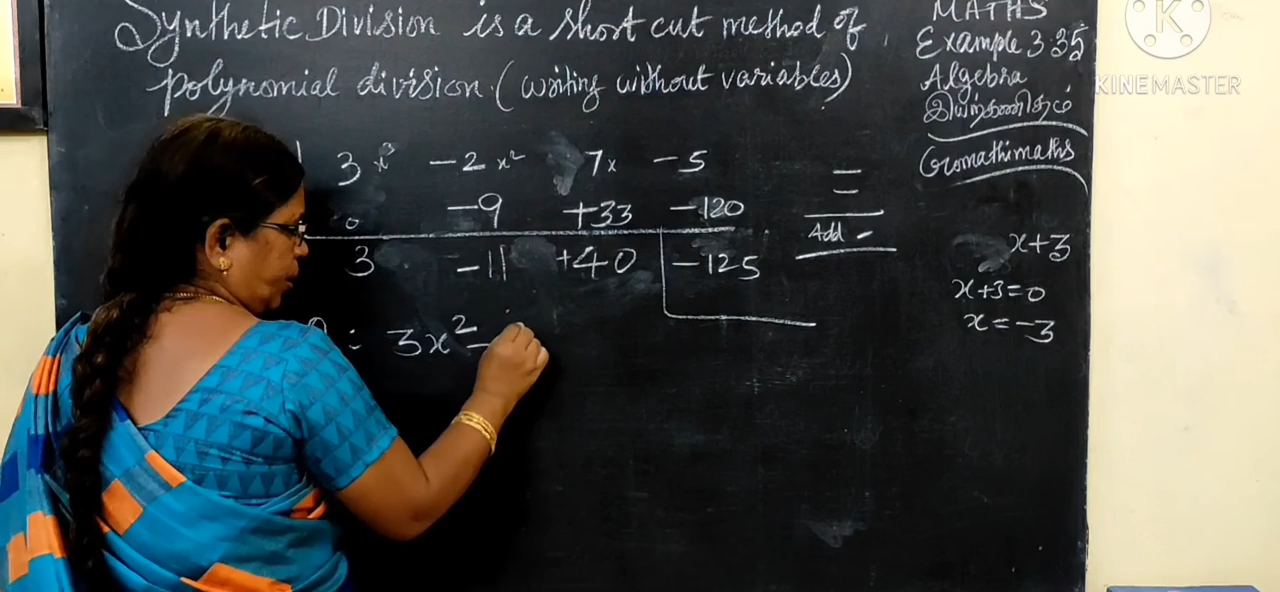 Synthetic Division is a short cut method of
polynomial division. (writing without variables)
MATHS
Example 3.35
Algebra
இயற்கணிதம்
Gromathimaths
K
KINEMASTER
3x³ -2x² 7x -5
0 -9 +33 -120
3 -11 +40 -125
=
Add -
x+3
x+3=0
x=-3
: 3x² -